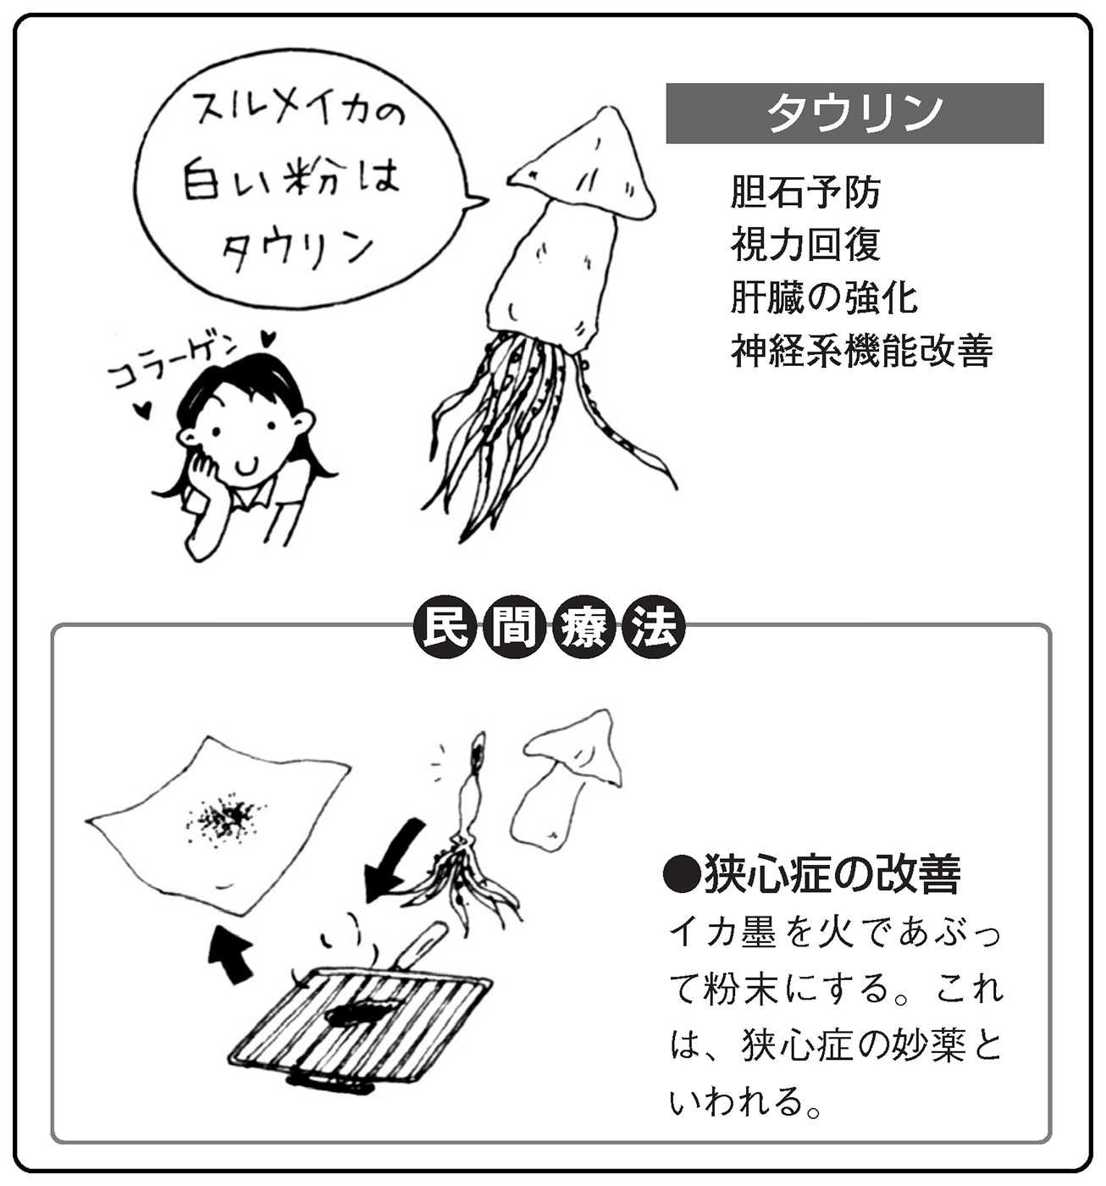 スルメイカの
白い粉は
タウリン
コラーゲン
タウリン
胆石予防
視力回復
肝臓の強化
神経系機能改善
民間療法
●狭心症の改善
イカ墨を火であぶっ
て粉末にする。これ
は、狭心症の妙薬と
いわれる。